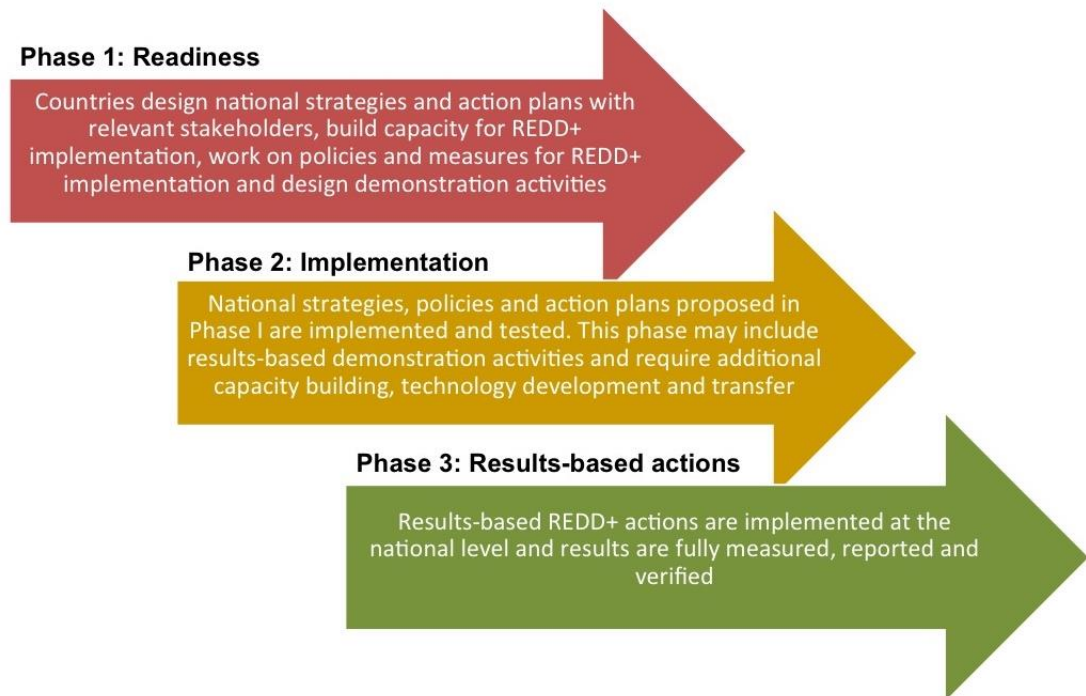 Phase 1: Readiness
Countries design national strategies and action plans with
relevant stakeholders, build capacity for REDD+
implementation, work on policies and measures for REDD+
implementation and design demonstration activities
Phase 2: Implementation
National strategies, policies and action plans proposed in
Phase I are implemented and tested. This phase may include
results-based demonstration activities and require additional
capacity building, technology development and transfer
Phase 3: Results-based actions
Results-based REDD+ actions are implemented at the
national level and results are fully measured, reported and
verified